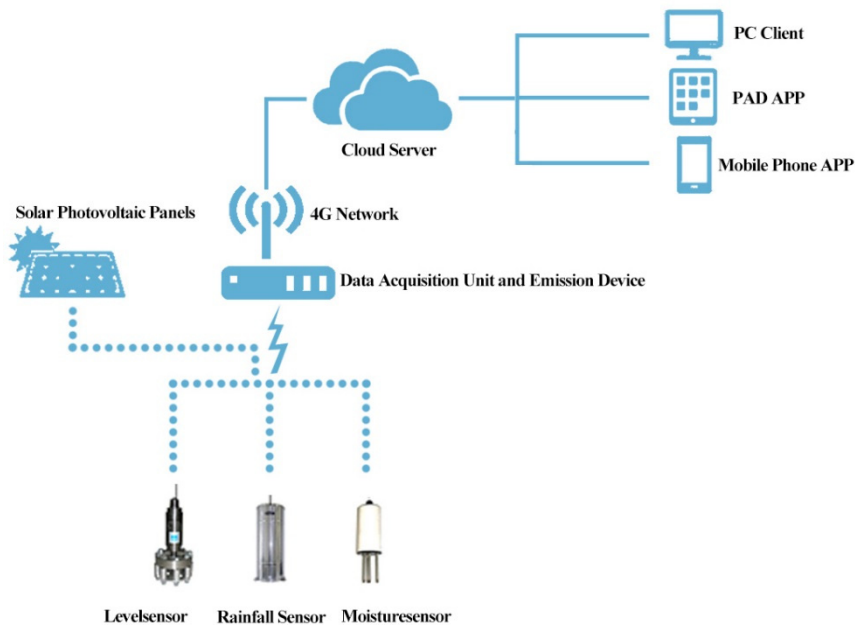 PC Client
PAD APP
Cloud Server
Mobile Phone APP
Solar Photovoltaic Panels
4G Network
Data Acquisition Unit and Emission Device
Levelsensor
Rainfall Sensor
Moisturesensor